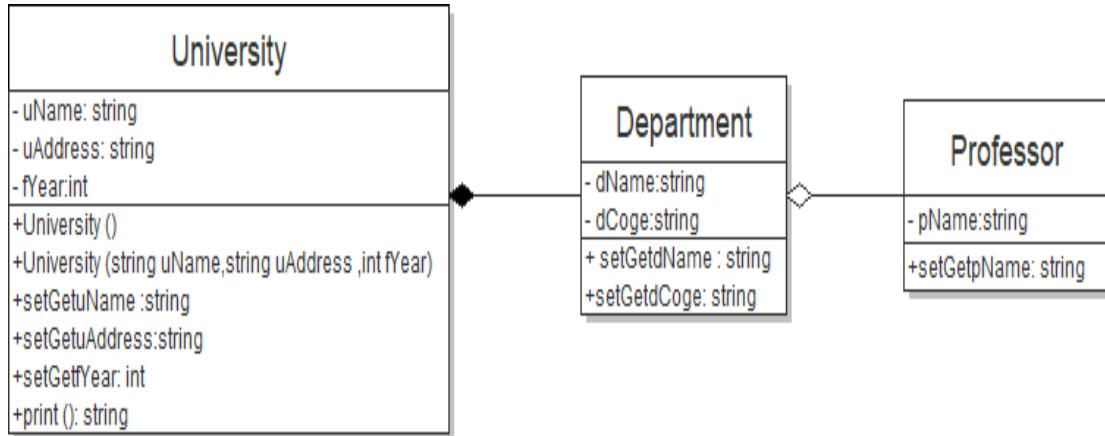 University
- uName: string
- uAddress: string
- fYear:int
+University ()
+University (string uName,string uAddress ,int fYear)
+setGetuName :string
+setGetuAddress:string
+setGetfYear: int
+print (): string
Department
- dName:string
- dCoge:string
+ setGetdName : string
+setGetdCoge: string
Professor
- pName:string
+setGetpName: string